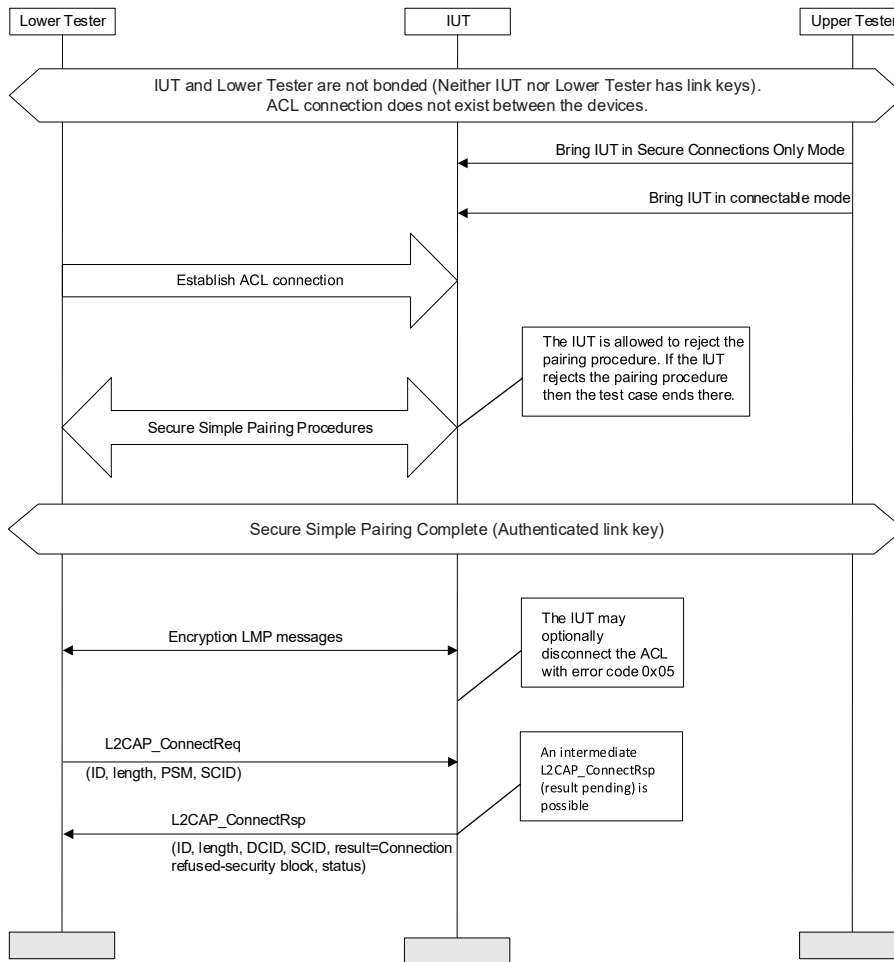 Lower Tester
IUT
Upper Tester
IUT and Lower Tester are not bonded (Neither IUT nor Lower Tester has link keys).
ACL connection does not exist between the devices.
Bring IUT in Secure Connections Only Mode
Bring IUT in connectable mode
Establish ACL connection
The IUT is allowed to reject the
pairing procedure. If the IUT
rejects the pairing procedure
then the test case ends there.
Secure Simple Pairing Procedures
Secure Simple Pairing Complete (Authenticated link key)
Encryption LMP messages
The IUT may
optionally
disconnect the ACL
with error code 0x05
L2CAP_ConnectReq
(ID, length, PSM, SCID)
An intermediate
L2CAP_ConnectRsp
(result pending) is
possible
L2CAP_ConnectRsp
(ID, length, DCID, SCID, result=Connection
refused-security block, status)